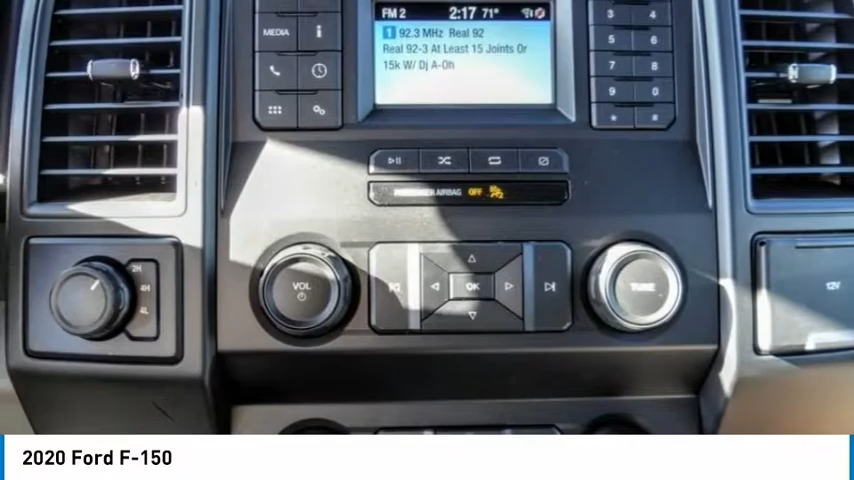 FM 2 2:17 71°
1 92.3 MHz Real 92
Real 92-3 At Least 15 Joints Or
15k W/ Dj A-Oh
MEDIA i
3 4
5 6
7 8
9 0
* #
PASSENGER AIRBAG OFF
2H
4H
4L
VOL
OK
TUNE
12V
2020 Ford F-150